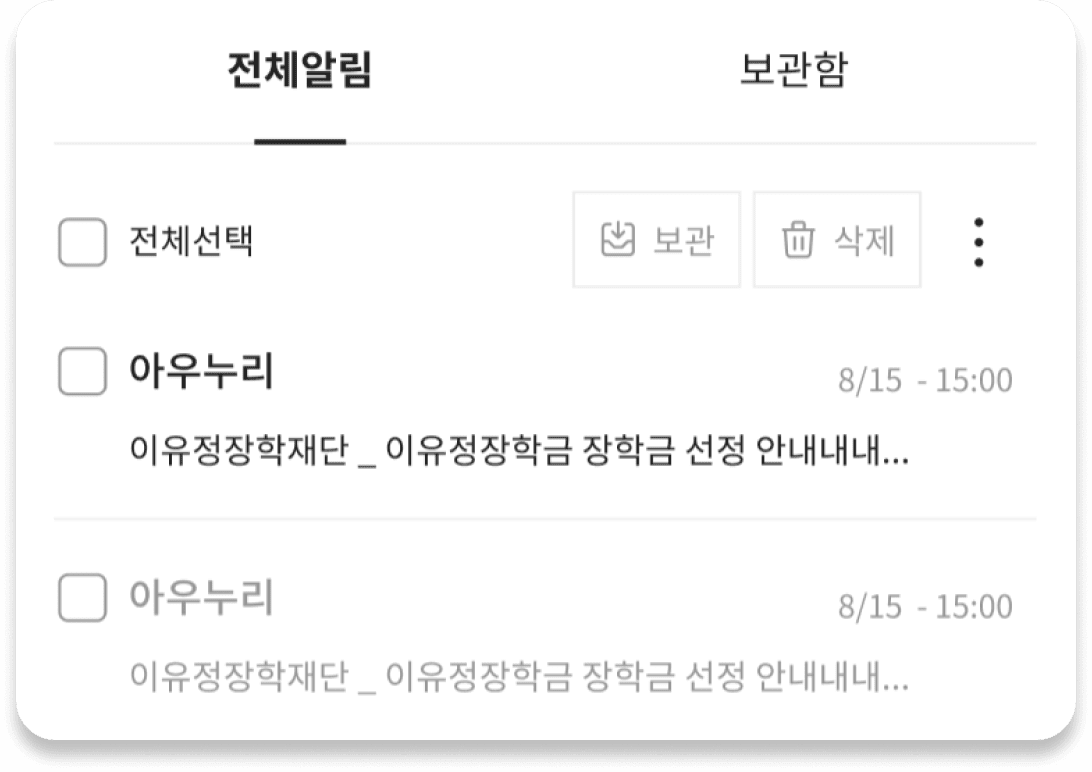 전체알림 보관함
전체선택 보관 삭제
아우누리 8/15 - 15:00
이유정장학재단 _ 이유정장학금 장학금 선정 안내내내...
아우누리 8/15 - 15:00
이유정장학재단 _ 이유정장학금 장학금 선정 안내내내...